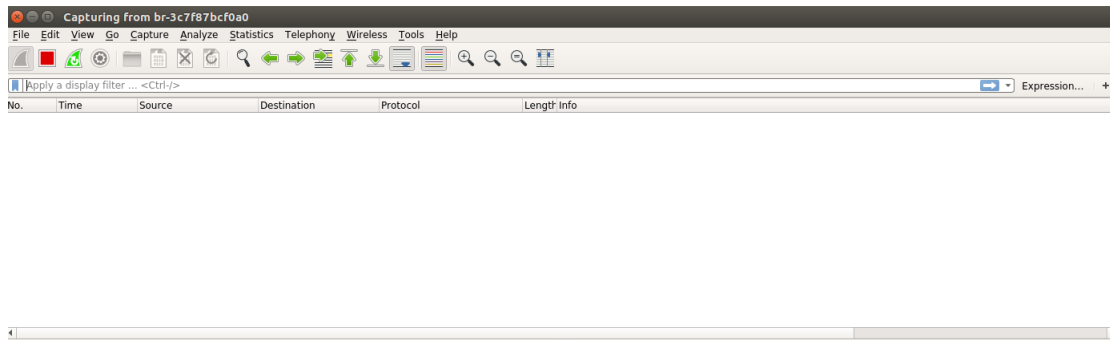 Capturing from br-3c7f87bcf0a0
File Edit View Go Capture Analyze Statistics Telephony Wireless Tools Help
Apply a display filter ... <Ctrl-/> Expression... +
No. Time Source Destination Protocol Length Info